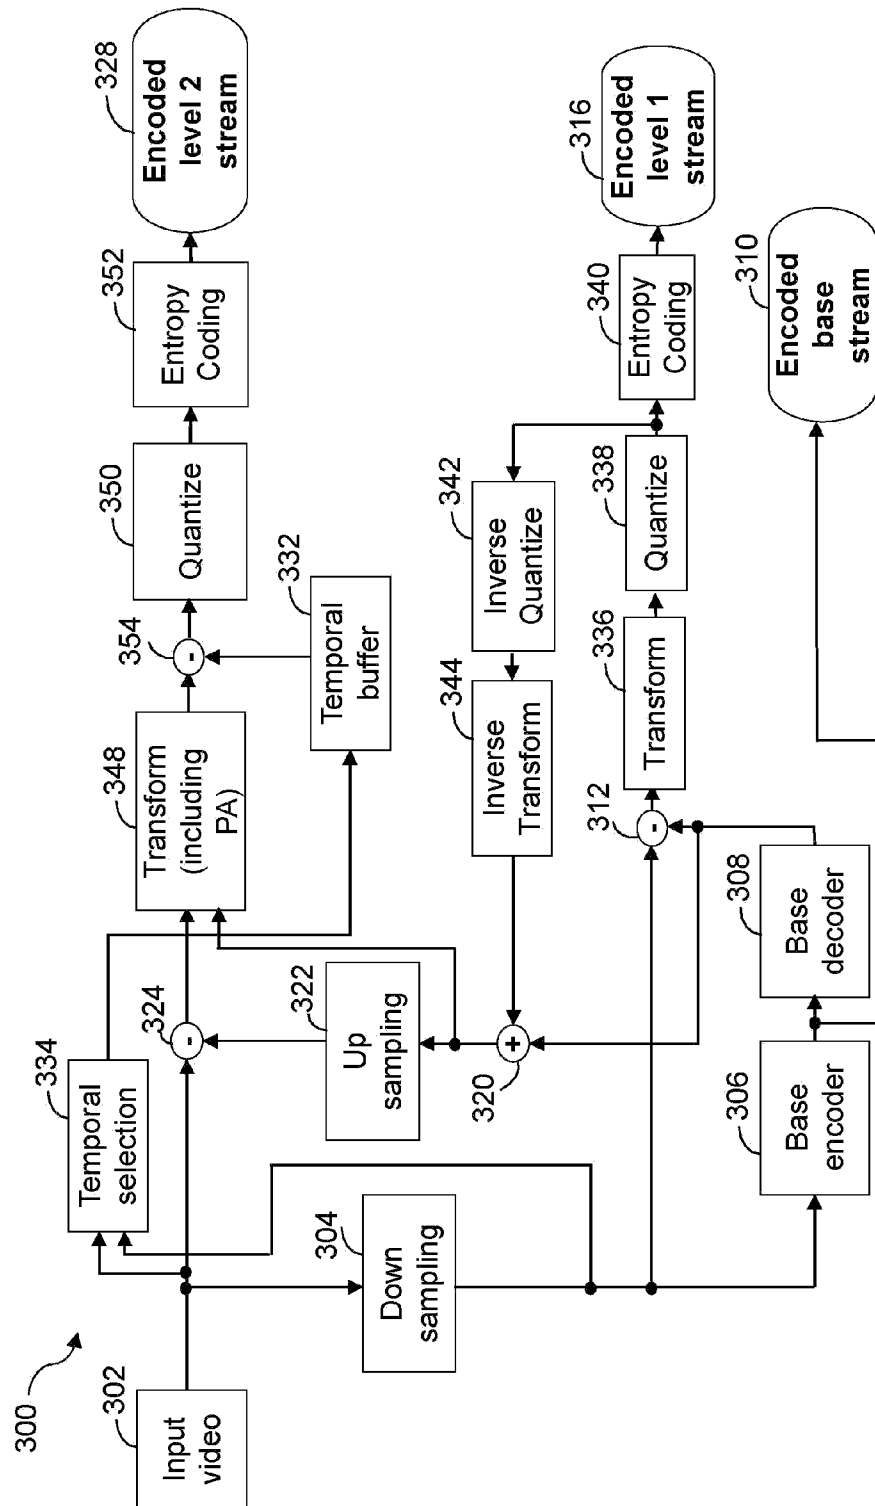 300
302
Input
video
334
Temporal
selection
324
-
348
Transform
(including
PA)
354
-
350
Quantize
352
Entropy
Coding
328
Encoded
level 2
stream
332
Temporal
buffer
304
Down
sampling
322
Up
sampling
320
+
344
Inverse
Transform
342
Inverse
Quantize
312
-
336
Transform
338
Quantize
340
Entropy
Coding
316
Encoded
level 1
stream
306
Base
encoder
308
Base
decoder
310
Encoded
base
stream